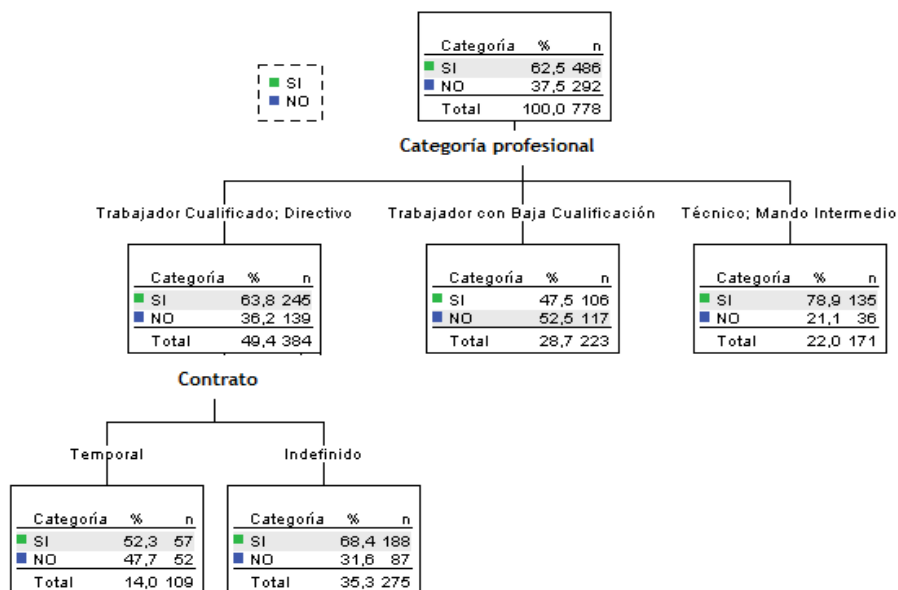 Categoría % n
SI 62,5 486
NO 37,5 292
Total 100,0 778
SI
NO
Categoría profesional
Trabajador Cualificado; Directivo
Trabajador con Baja Cualificación
Técnico; Mando Intermedio
Categoría % n
SI 63,8 245
NO 36,2 139
Total 49,4 384
Categoría % n
SI 47,5 106
NO 52,5 117
Total 28,7 223
Categoría % n
SI 78,9 135
NO 21,1 36
Total 22,0 171
Contrato
Temporal
Indefinido
Categoría % n
SI 52,3 57
NO 47,7 52
Total 14,0 109
Categoría % n
SI 68,4 188
NO 31,6 87
Total 35,3 275